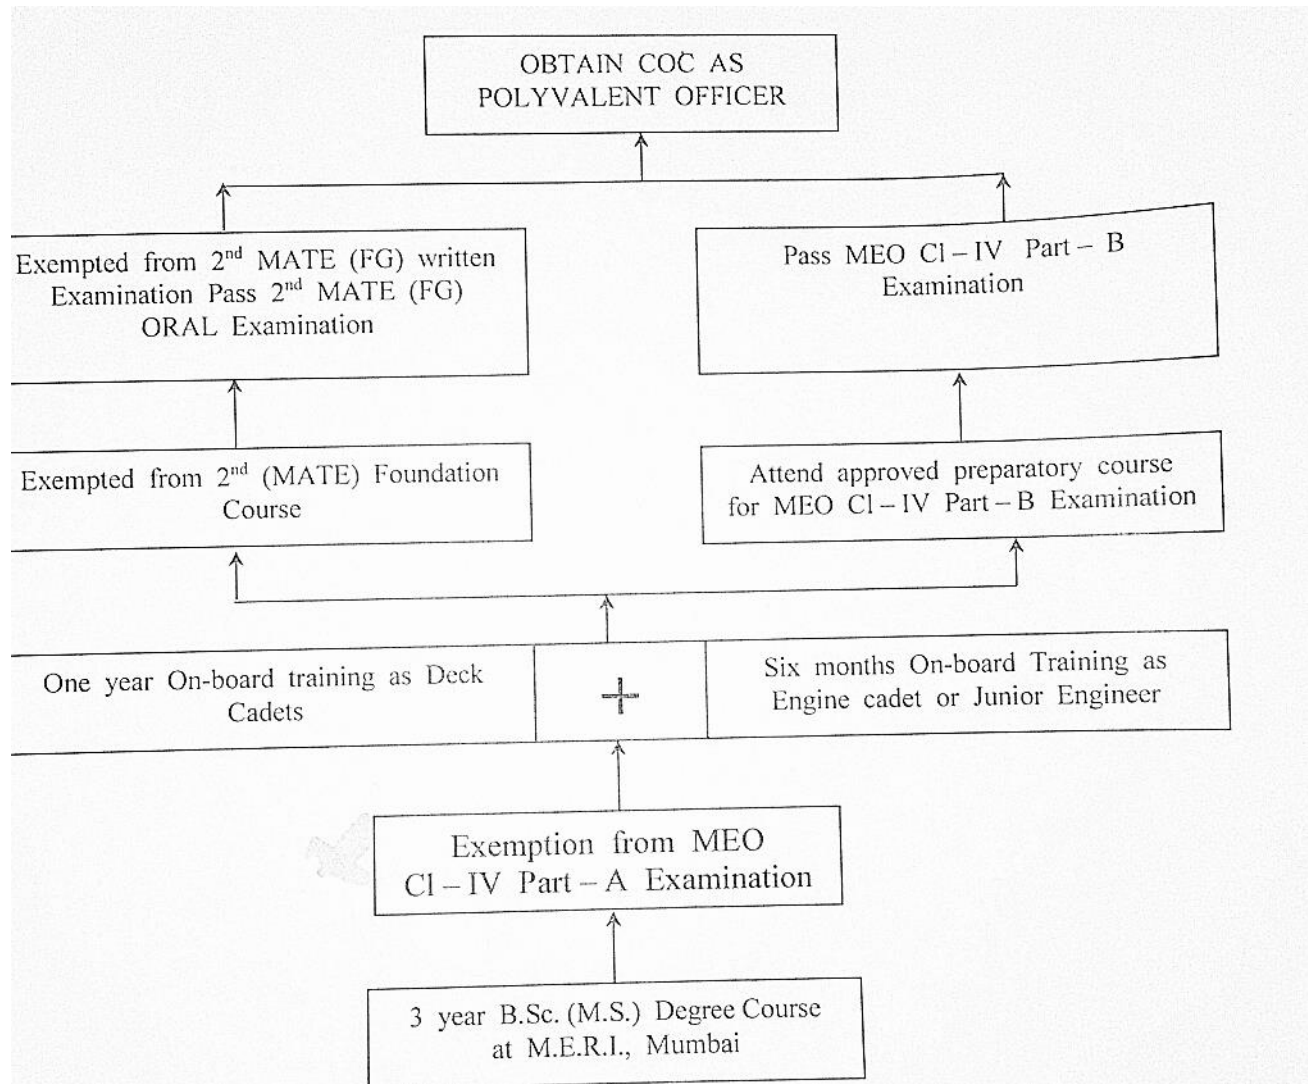 OBTAIN COC AS
POLYVALENT OFFICER
Exempted from 2nd MATE (FG) written
Examination Pass 2nd MATE (FG)
ORAL Examination
Pass MEO Cl – IV Part – B
Examination
Exempted from 2nd (MATE) Foundation
Course
Attend approved preparatory course
for MEO Cl – IV Part – B Examination
One year On-board training as Deck
Cadets
+
Six months On-board Training as
Engine cadet or Junior Engineer
Exemption from MEO
Cl – IV Part – A Examination
3 year B.Sc. (M.S.) Degree Course
at M.E.R.I., Mumbai